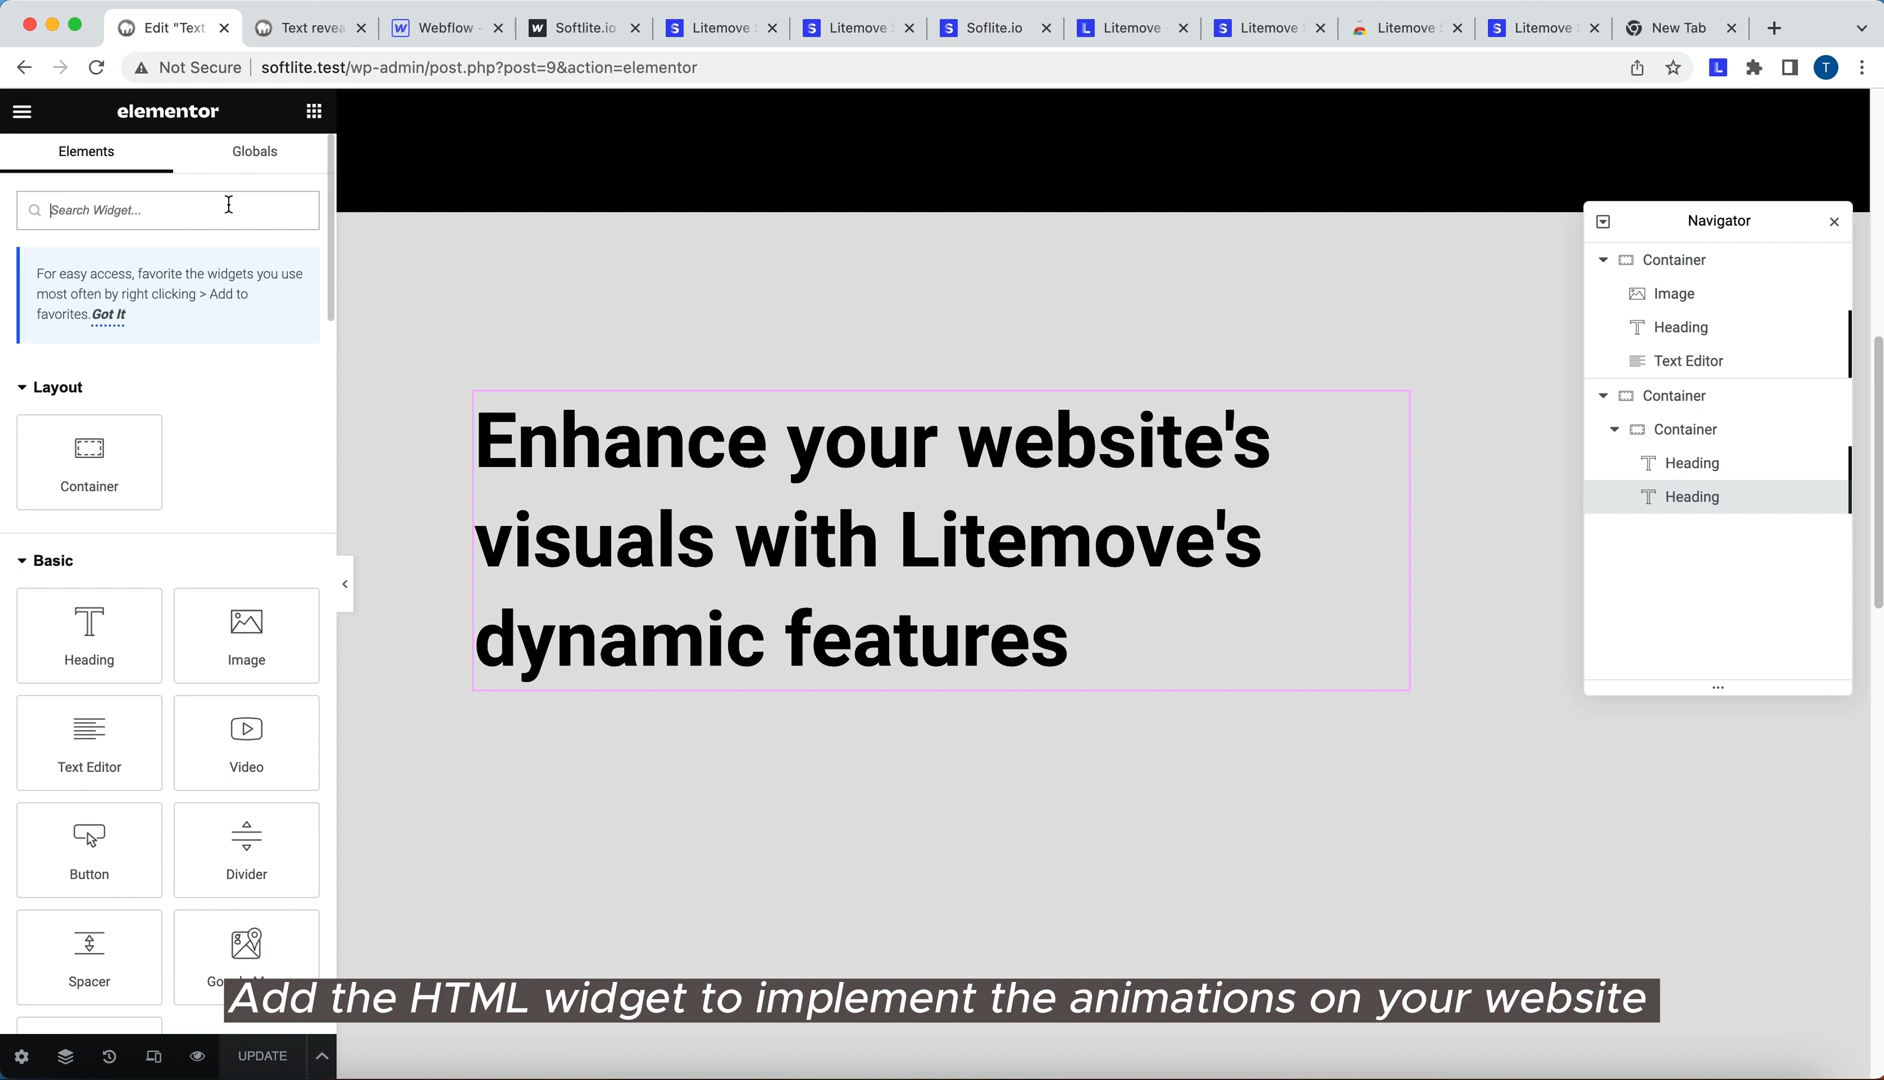 Edit "Text
Text revea
Webflow -
Softlite.io
Litemove S
Litemove S
Soflite.io
Litemove -
Litemove S
Litemove S
Litemove S
New Tab
Not Secure
softlite.test/wp-admin/post.php?post=9&action=elementor
T
elementor
Elements
Globals
Search Widget...
For easy access, favorite the widgets you use
most often by right clicking > Add to
favorites. Got It
Layout
Container
Basic
Heading
Image
Text Editor
Video
Button
Divider
Spacer
UPDATE
Enhance your website's
visuals with Litemove's
dynamic features
Navigator
Container
Image
Heading
Text Editor
Container
Container
Heading
Heading
Add the HTML widget to implement the animations on your website